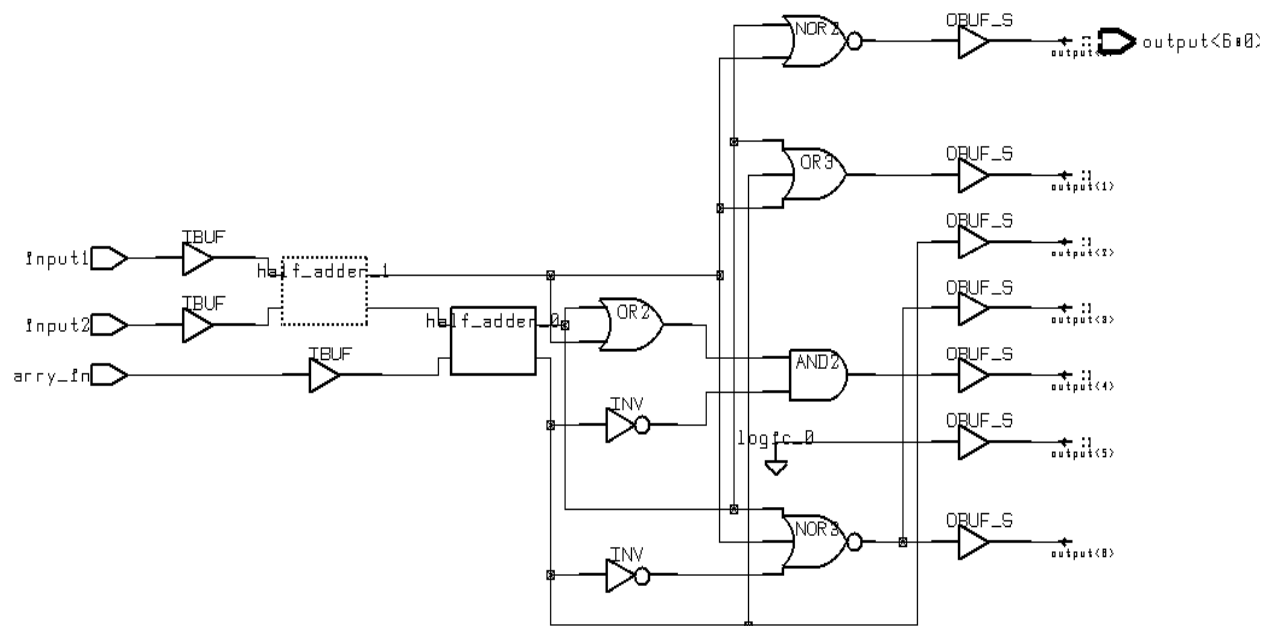 NOR2
OBUF_S
output<6:0>
OBUF_S
OR3
output<1>
OBUF_S
IBUF
Input1
half_adder_1
output<2>
OBUF_S
IBUF
Input2
half_adder_0
OR2
output<3>
OBUF_S
IBUF
arry_In
AND2
output<4>
INV
OBUF_S
logic_0
output<5>
OBUF_S
NOR3
INV
output<6>